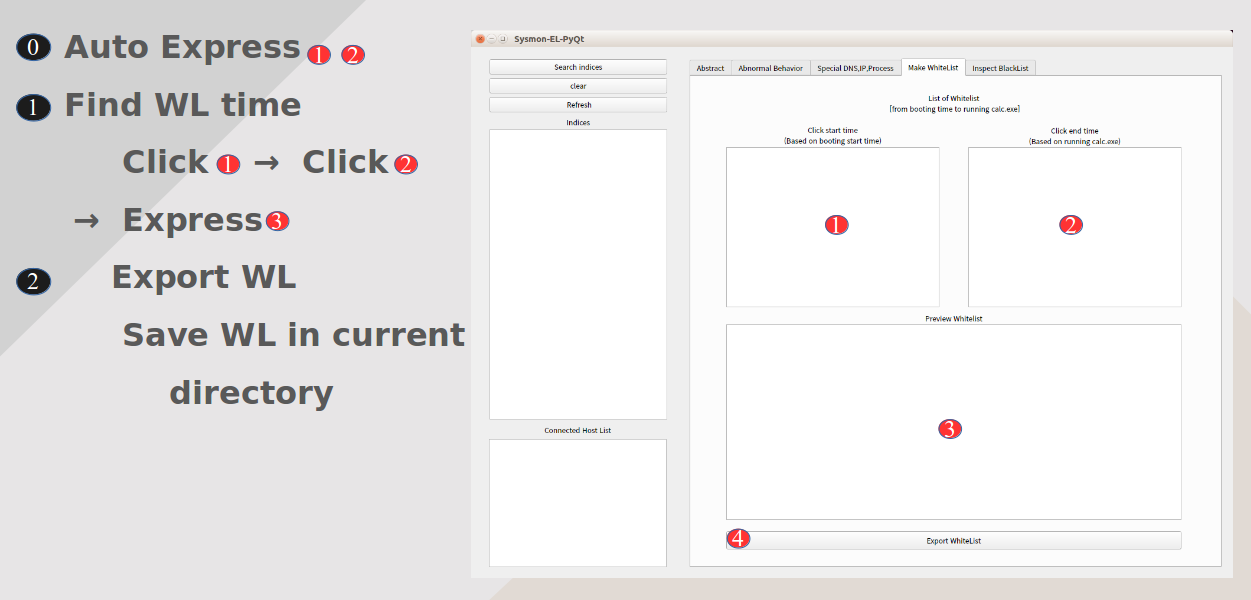 0 Auto Express 1 2
1 Find WL time
Click 1 → Click 2
→ Express 3
2 Export WL
Save WL in current
directory
Sysmon-EL-PyQt
Search indices
clear
Refresh
Indices
Connected Host List
Abstract Abnormal Behavior Special DNS,IP,Process Make WhiteList Inspect BlackList
List of Whitelist
[from booting time to running calc.exe]
Click start time
(Based on booting start time)
Click end time
(Based on running calc.exe)
1
2
Preview Whitelist
3
4 Export WhiteList